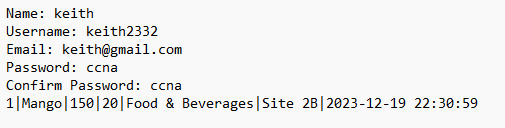 Name: keith
Username: keith2332
Email: keith@gmail.com
Password: ccna
Confirm Password: ccna
1|Mango|150|20|Food & Beverages|Site 2B|2023-12-19 22:30:59